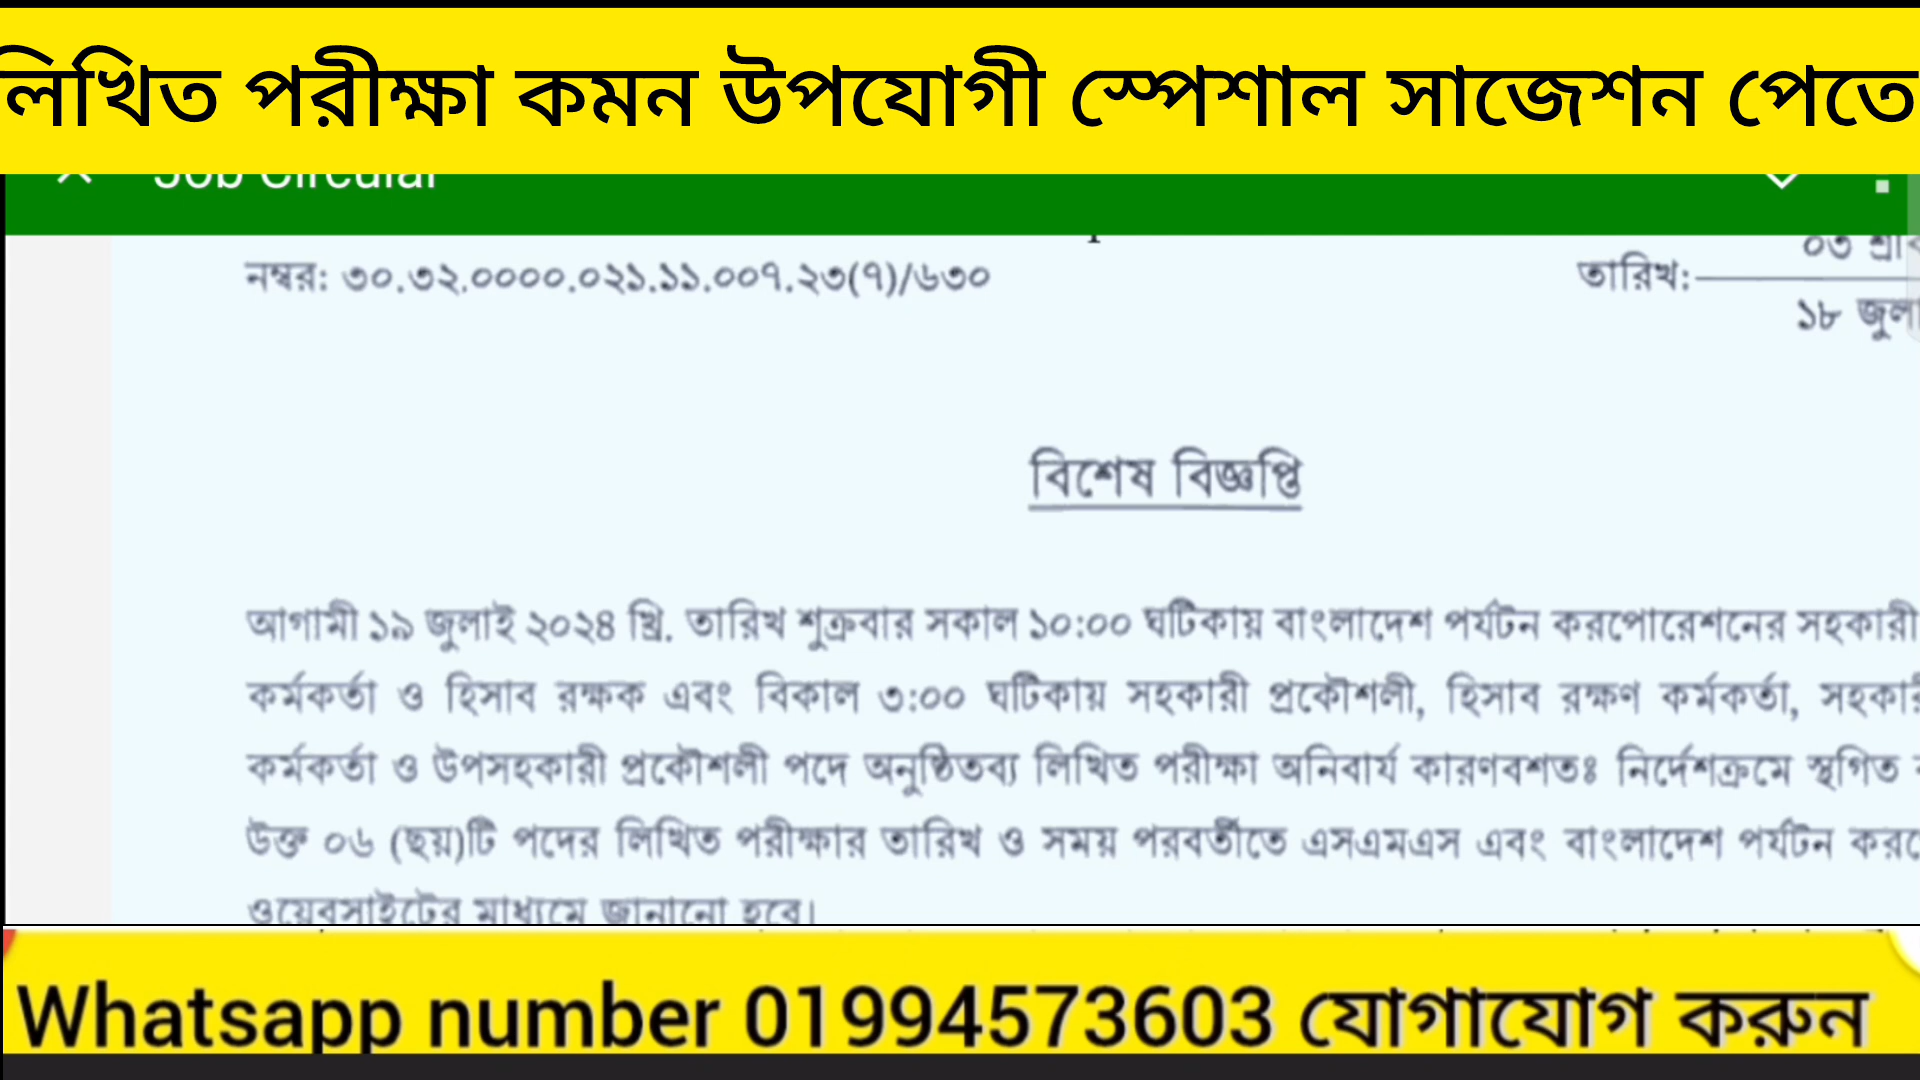 লিখিত পরীক্ষা কমন উপযোগী স্পেশাল সাজেশন পেতে
Job Circular
নম্বর: ৩০.৩২.০০০০.০২১.১১.০০৭.২৩(৭)/৬৩০
তারিখ:
০৩
১৮
বিশেষ বিজ্ঞপ্তি
আগামী ১৯ জুলাই ২০২৪ খ্রি. তারিখ শুক্রবার সকাল ১০:০০ ঘটিকায় বাংলাদেশ পর্যটন করপোরেশনের সহকারী
কর্মকর্তা ও হিসাব রক্ষক এবং বিকাল ৩:০০ ঘটিকায় সহকারী প্রকৌশলী, হিসাব রক্ষণ কর্মকর্তা,
কর্মকর্তা ও উপসহকারী প্রকৌশলী পদে অনুষ্ঠিতব্য লিখিত পরীক্ষা অনিবার্য কারণবশতঃ নির্দেশক্রমে স্থগিত
উক্ত ০৬ (ছয়)টি পদের লিখিত পরীক্ষার তারিখ ও সময় পরবর্তীতে এসএমএস এবং বাংলাদেশ পর্যটন
ওয়েবসাইটের মাধ্যমে জানানো হবে।
Whatsapp number 01994573603 যোগাযোগ করুন